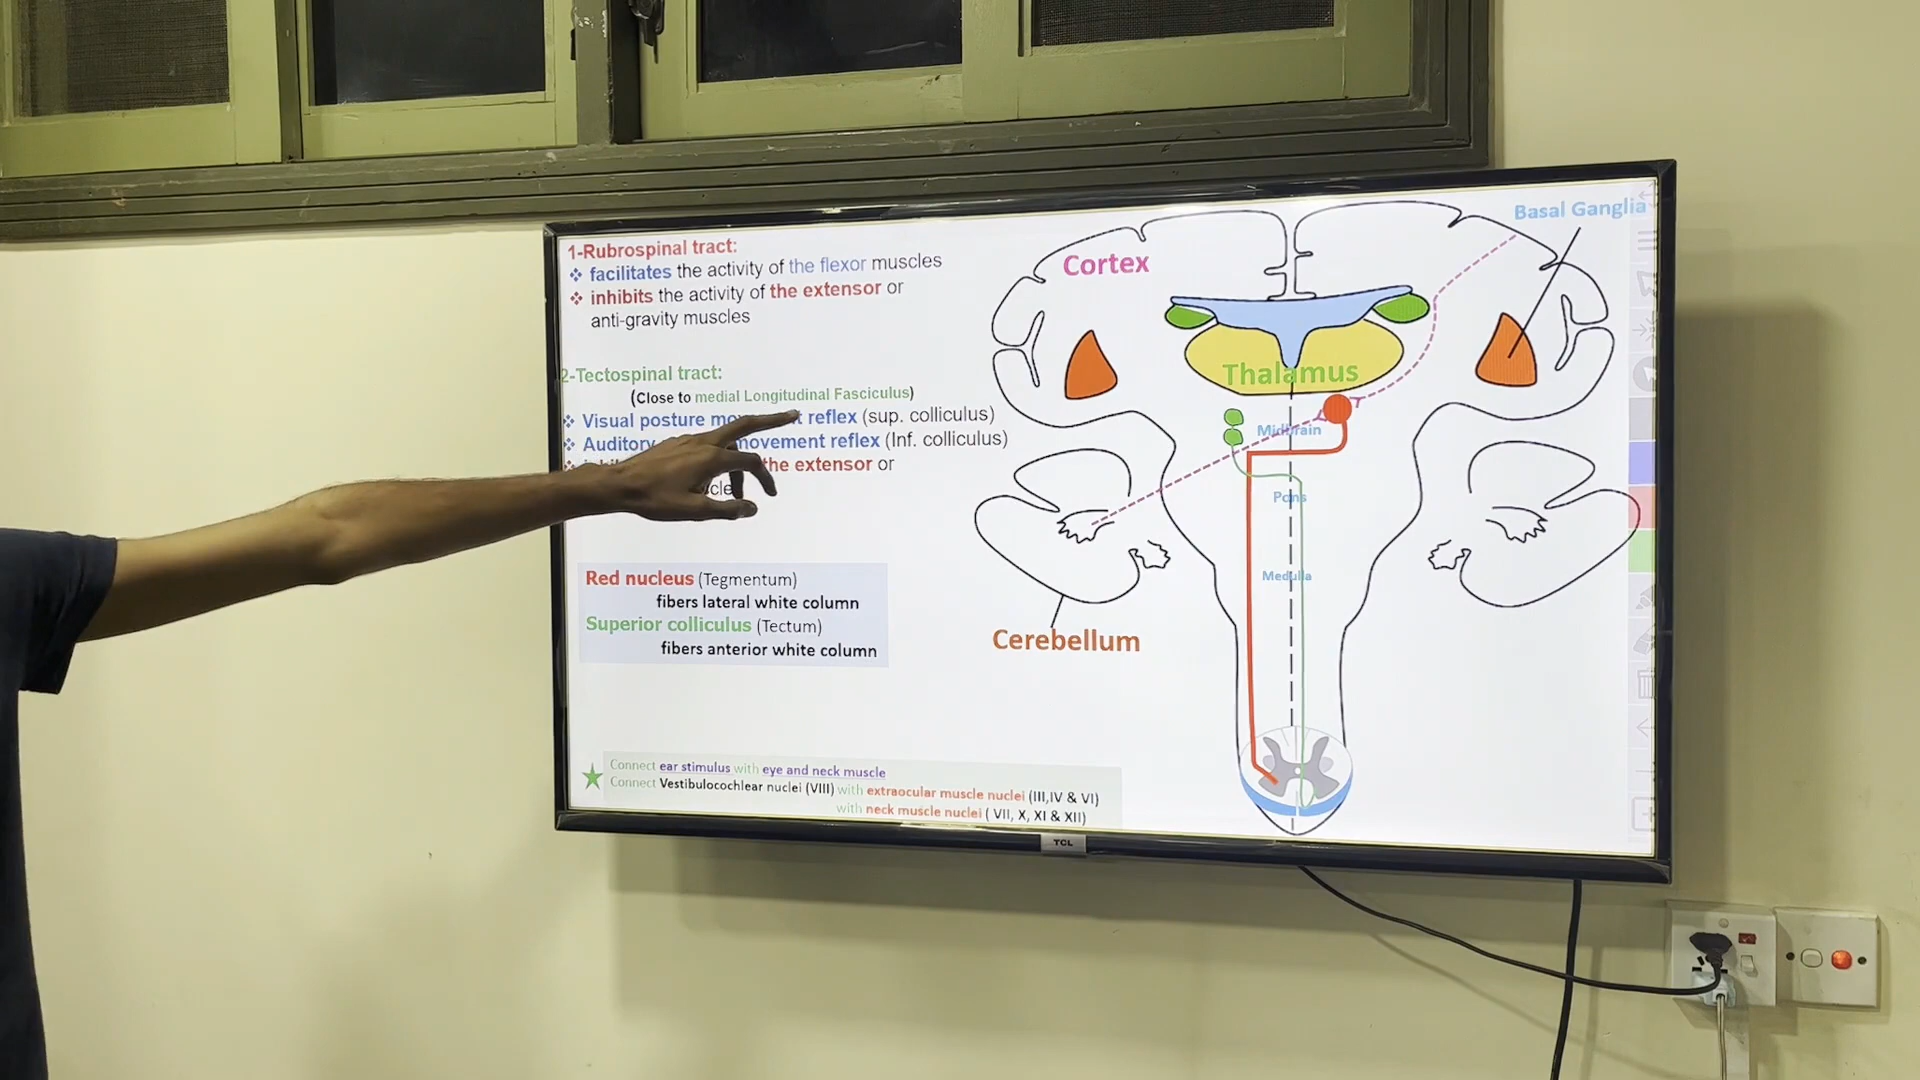 1-Rubrospinal tract:
❖ facilitates the activity of the flexor muscles
❖ inhibits the activity of the extensor or
anti-gravity muscles
2-Tectospinal tract:
(Close to medial Longitudinal Fasciculus)
❖ Visual posture reflex (sup. colliculus)
❖ Auditory movement reflex (Inf. colliculus)
the extensor or
Red nucleus (Tegmentum)
fibers lateral white column
Superior colliculus (Tectum)
fibers anterior white column
Connect ear stimulus with eye and neck muscle
Connect Vestibulocochlear nuclei (VIII) with extraocular muscle nuclei (III,IV & VI)
with neck muscle nuclei ( VII, X, XI & XII)
Basal Ganglia
Cortex
Thalamus
Midbrain
Pons
Medulla
Cerebellum
TCL